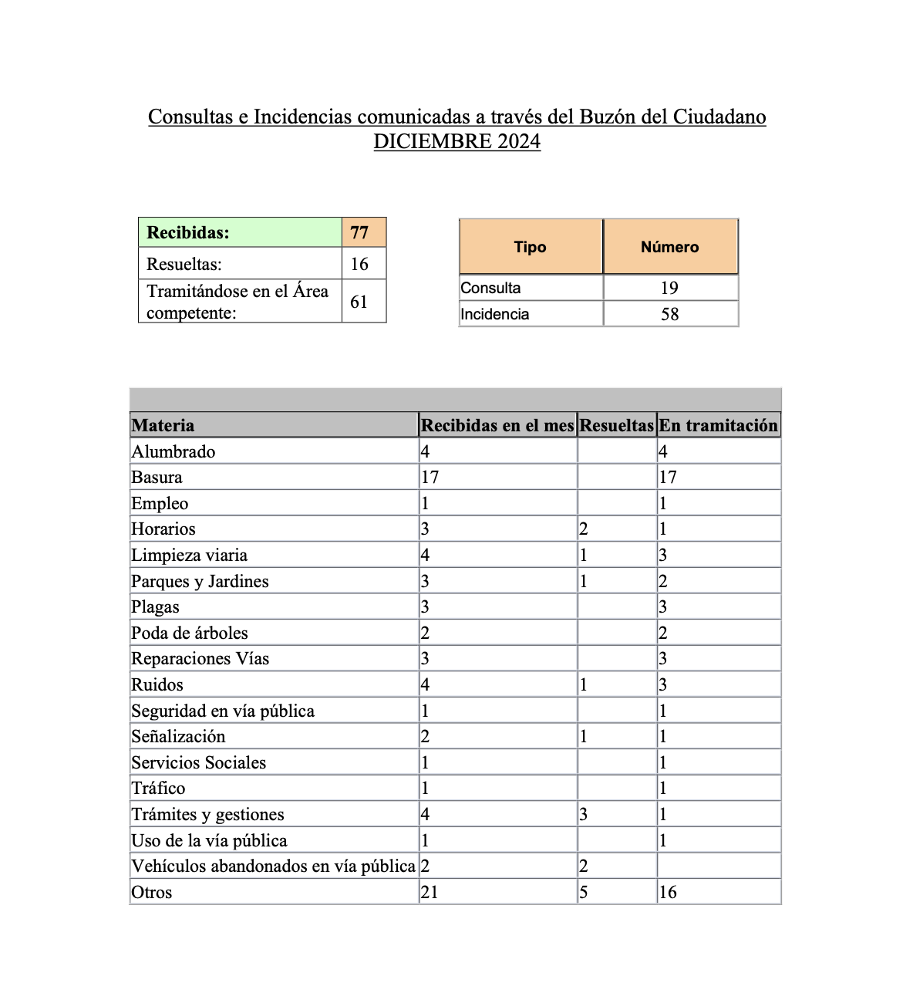 Consultas e Incidencias comunicadas a través del Buzón del Ciudadano
DICIEMBRE 2024
Recibidas: 77
Resueltas: 16
Tramitándose en el Área
competente: 61
Tipo Número
Consulta 19
Incidencia 58
Materia Recibidas en el mes Resueltas En tramitación
Alumbrado 4 4
Basura 17 17
Empleo 1 1
Horarios 3 2 1
Limpieza viaria 4 1 3
Parques y Jardines 3 1 2
Plagas 3 3
Poda de árboles 2 2
Reparaciones Vías 3 3
Ruidos 4 1 3
Seguridad en vía pública 1 1
Señalización 2 1 1
Servicios Sociales 1 1
Tráfico 1 1
Trámites y gestiones 4 3 1
Uso de la vía pública 1 1
Vehículos abandonados en vía pública 2 2
Otros 21 5 16